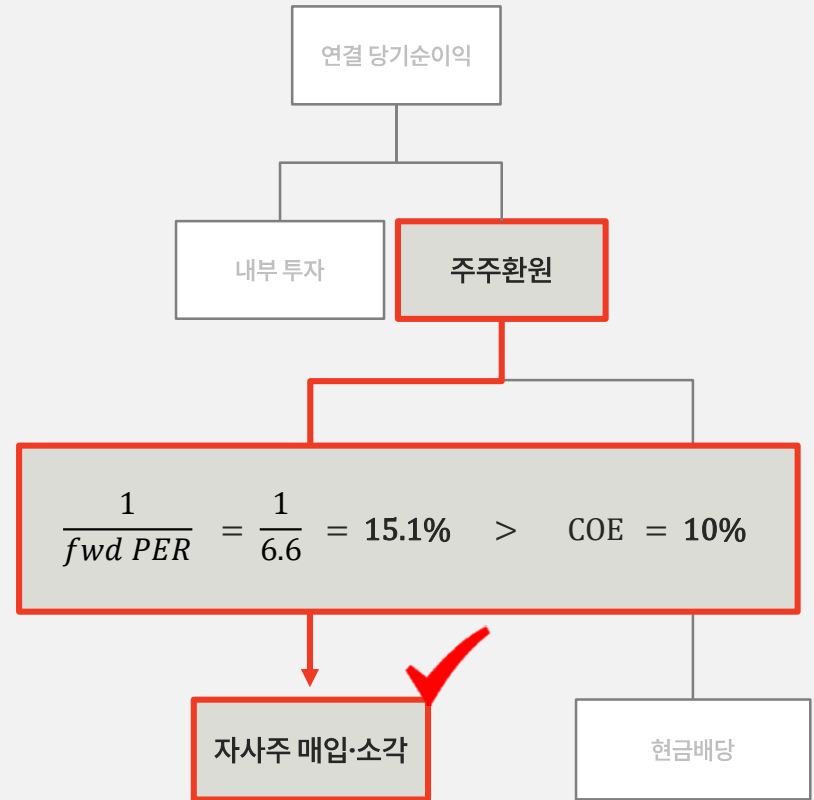 연결 당기순이익
내부 투자
주주환원
1/fwd PER = 1/6.6 = 15.1% > COE = 10%
자사주 매입·소각
현금배당